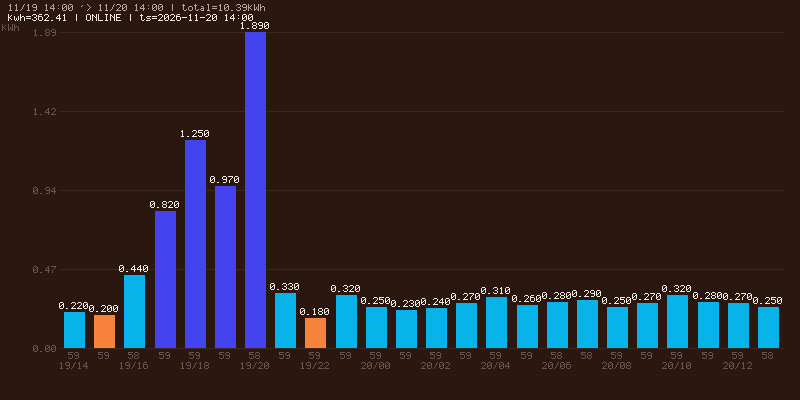 11/19 14:00 -> 11/20 14:00 | total=10.39kWh
kWh=362.41 | ONLINE | ts=2026-11-20 14:00
kWh
1.89
1.42
0.94
0.47
0.00
0.220 0.200 0.440 0.820 1.250 0.970 1.890 0.330 0.180 0.320 0.250 0.230 0.240 0.270 0.310 0.260 0.280 0.290 0.250 0.270 0.320 0.280 0.270 0.250
59 59 58 59 59 59 58 59 59 59 59 59 59 59 59 59 58 58 59 59 59 59 59 58
19/14 19/16 19/18 19/20 19/22 20/00 20/02 20/04 20/06 20/08 20/10 20/12